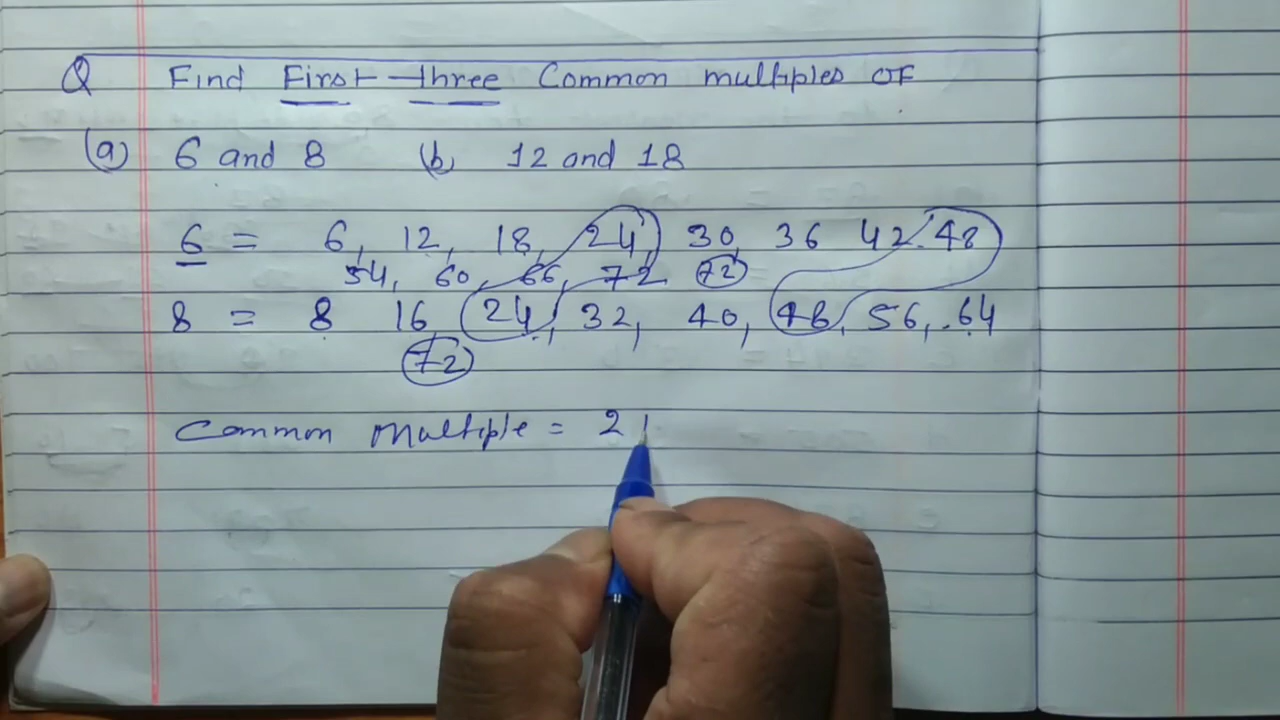 Q Find First three Common multiples OF
(a) 6 and 8 (b) 12 and 18
6 = 6, 12, 18, 24, 30, 36 42, 48
54, 60, 66, 72 72
8 = 8 16, 24, 32, 40, 48, 56, 64
72
Common multiple = 2